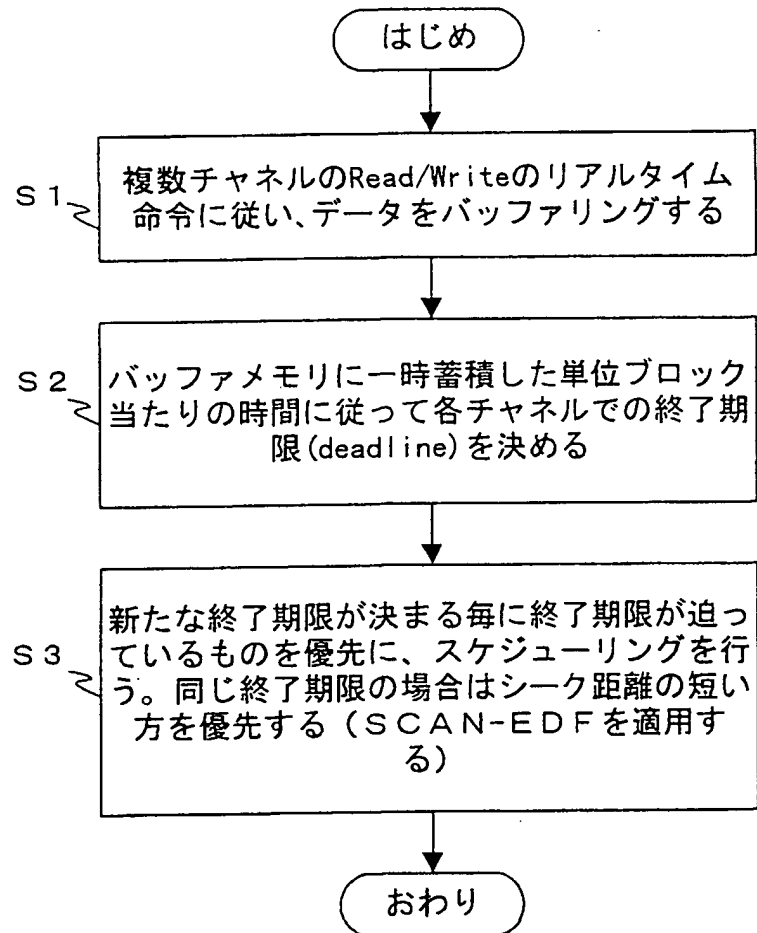 はじめ
S1
複数チャネルのRead/Writeのリアルタイム
命令に従い、データをバッファリングする
S2
バッファメモリに一時蓄積した単位ブロック
当たりの時間に従って各チャネルでの終了期
限(deadline)を決める
S3
新たな終了期限が決まる毎に終了期限が迫っ
ているものを優先に、スケジューリングを行
う。同じ終了期限の場合はシーク距離の短い
方を優先する（SCAN-EDFを適用す
る）
おわり